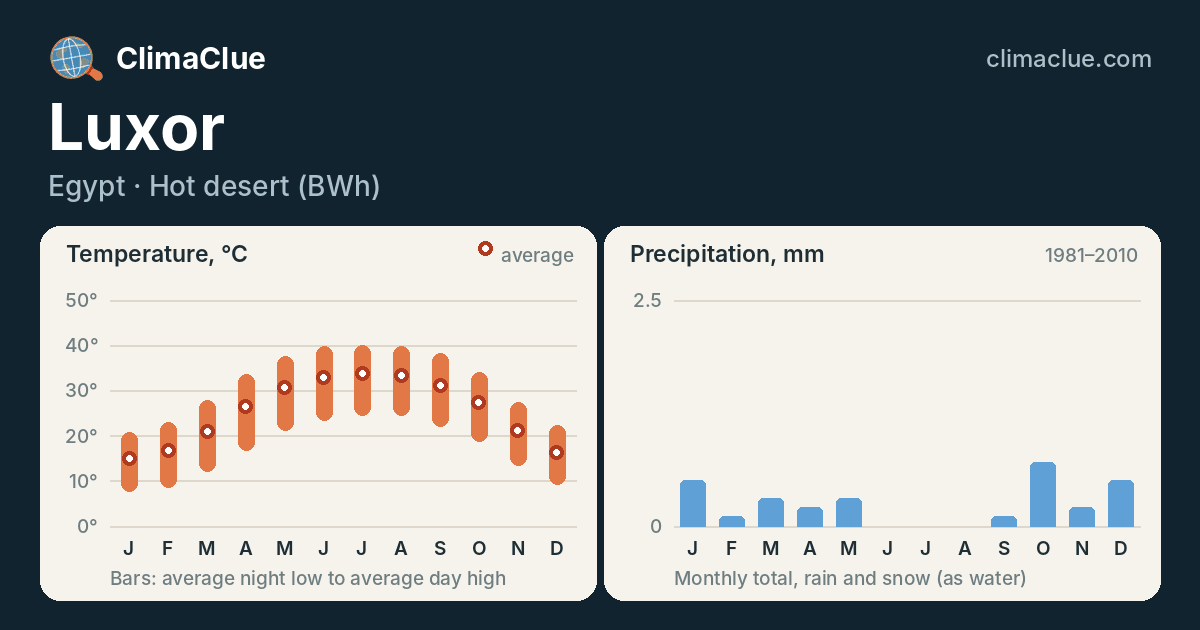 ClimaClue
climaclue.com
Luxor
Egypt · Hot desert (BWh)
Temperature, °C
average
50°
40°
30°
20°
10°
0°
J F M A M J J A S O N D
Bars: average night low to average day high
Precipitation, mm
1981–2010
2.5
0
J F M A M J J A S O N D
Monthly total, rain and snow (as water)